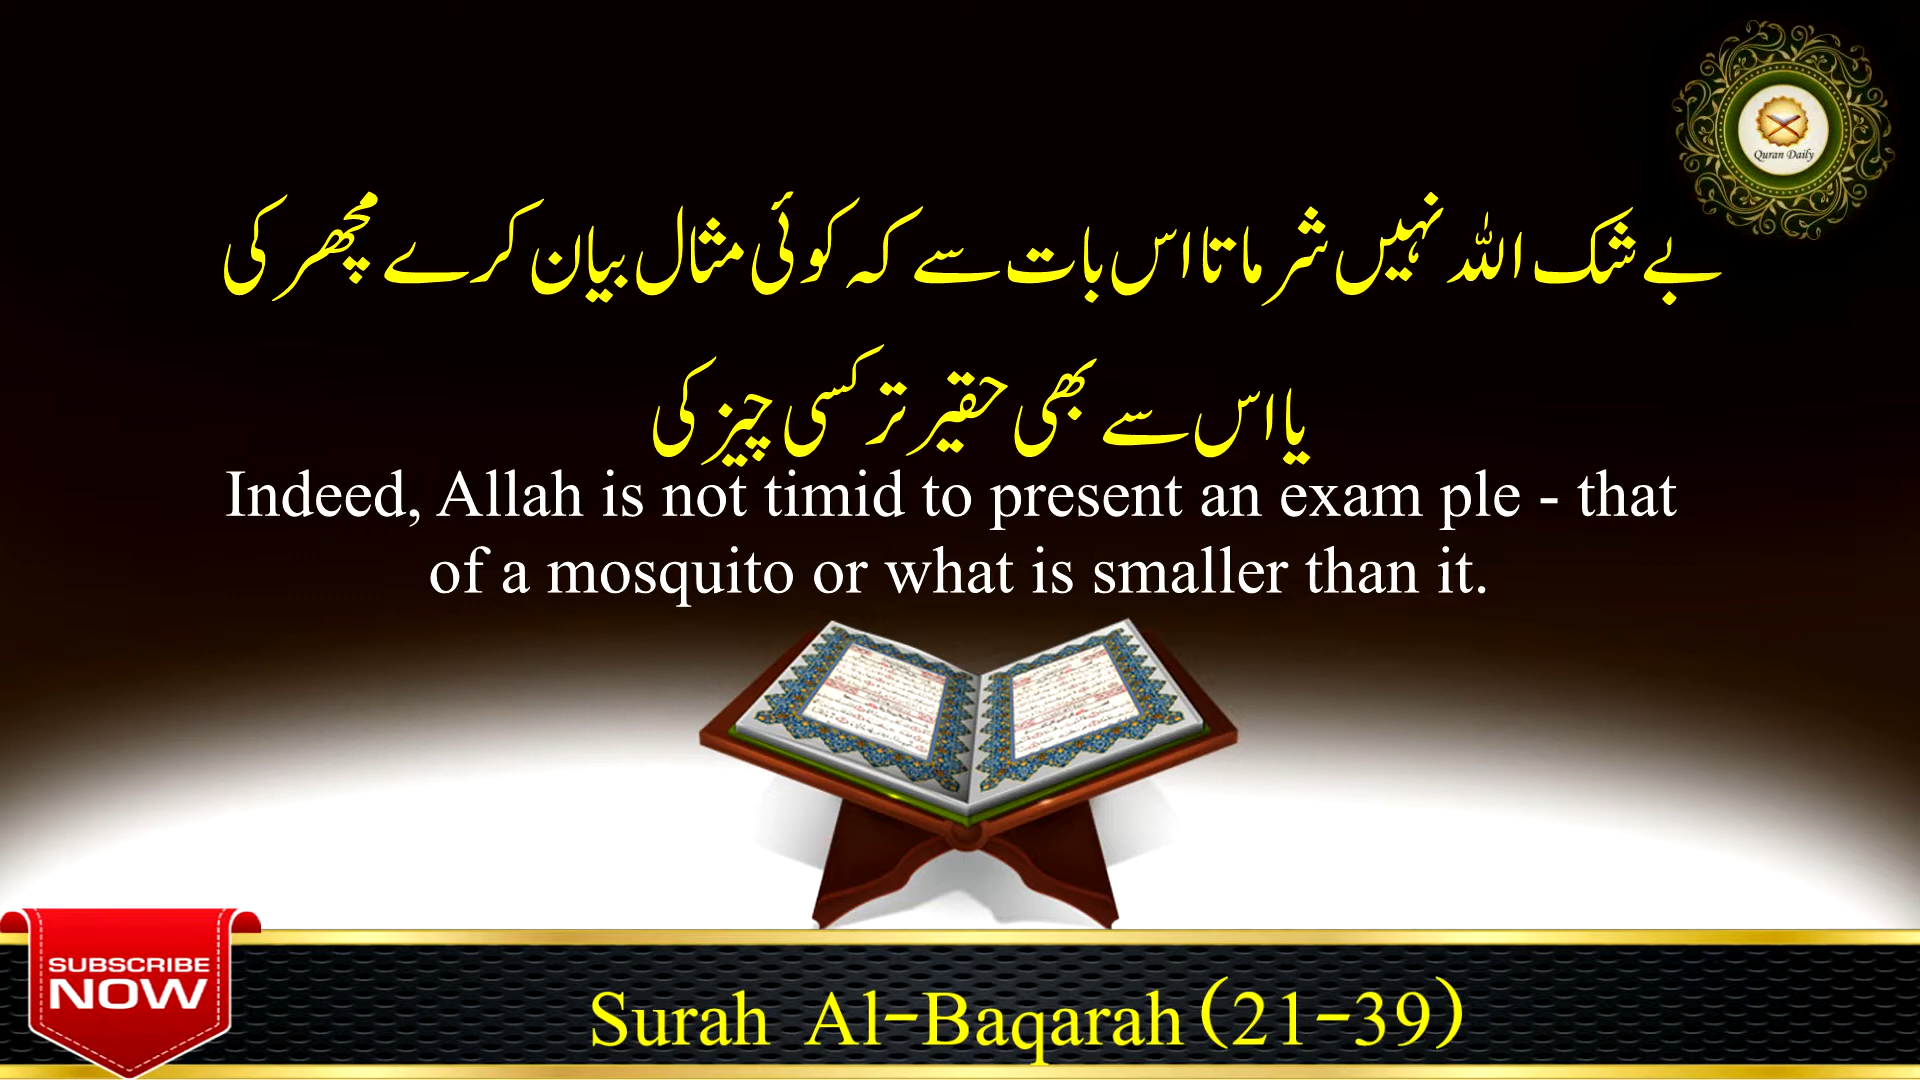 Quran Daily
بے شک اللہ نہیں شرماتا اس بات سے کہ کوئی مثال بیان کرے مچھر کی
یا اس سے بھی حقیر تر کسی چیز کی
Indeed, Allah is not timid to present an exam ple - that
of a mosquito or what is smaller than it.
SUBSCRIBE
NOW
Surah Al-Baqarah (21-39)